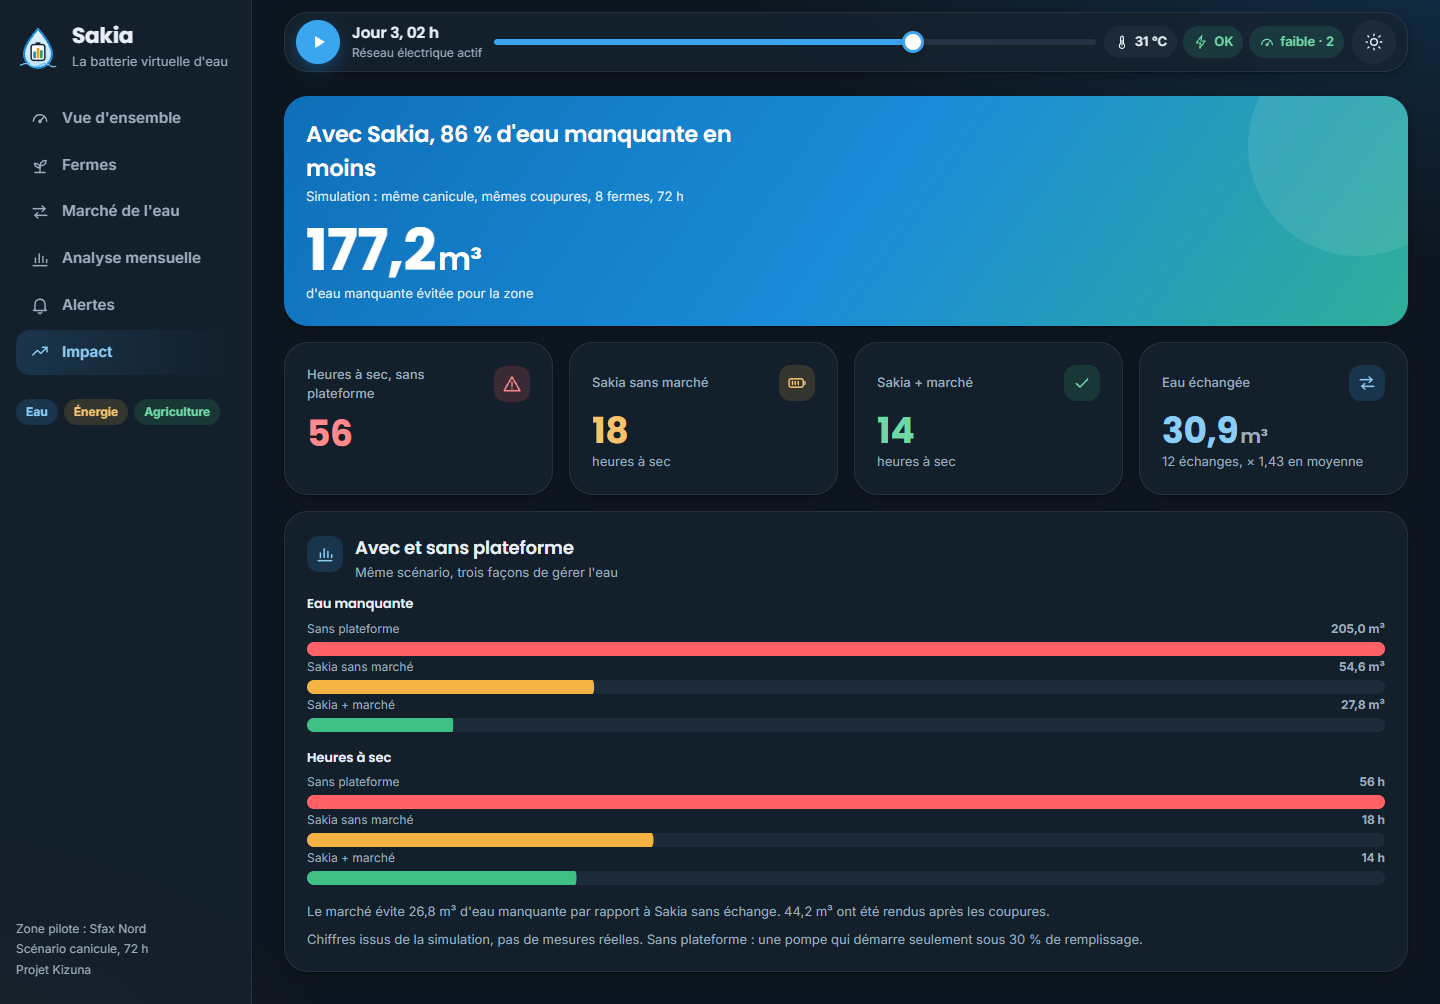 Sakia
La batterie virtuelle d'eau
Vue d'ensemble
Fermes
Marché de l'eau
Analyse mensuelle
Alertes
Impact
Eau
Énergie
Agriculture
Zone pilote : Sfax Nord
Scénario canicule, 72 h
Projet Kizuna
Jour 3, 02 h
Réseau électrique actif
31 °C
OK
faible · 2
Avec Sakia, 86 % d'eau manquante en
moins
Simulation : même canicule, mêmes coupures, 8 fermes, 72 h
177,2 m³
d'eau manquante évitée pour la zone
Heures à sec, sans
plateforme
56
Sakia sans marché
18
heures à sec
Sakia + marché
14
heures à sec
Eau échangée
30,9 m³
12 échanges, × 1,43 en moyenne
Avec et sans plateforme
Même scénario, trois façons de gérer l'eau
Eau manquante
Sans plateforme 205,0 m³
Sakia sans marché 54,6 m³
Sakia + marché 27,8 m³
Heures à sec
Sans plateforme 56 h
Sakia sans marché 18 h
Sakia + marché 14 h
Le marché évite 26,8 m³ d'eau manquante par rapport à Sakia sans échange. 44,2 m³ ont été rendus après les coupures.
Chiffres issus de la simulation, pas de mesures réelles. Sans plateforme : une pompe qui démarre seulement sous 30 % de remplissage.